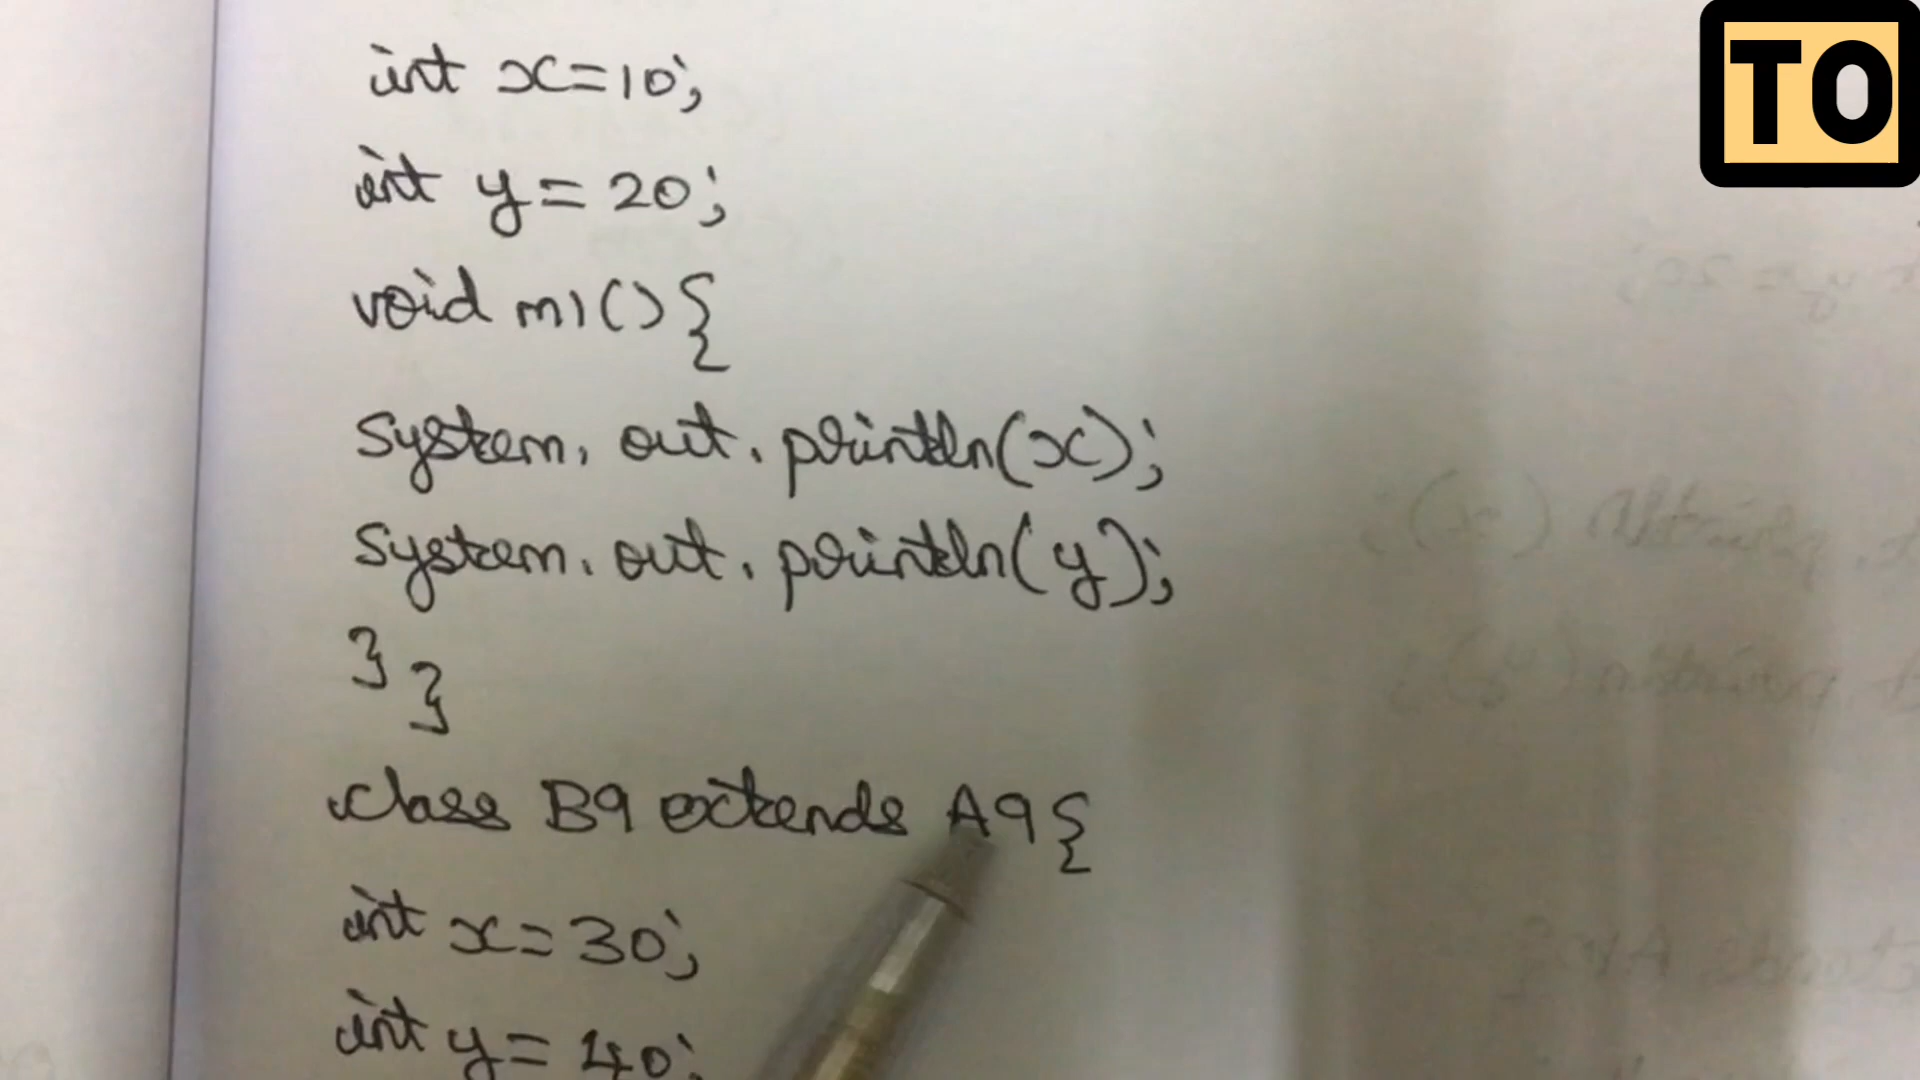 TO
int x=10;
int y=20;
void m1(){
System.out.println(x);
System.out.println(y);
}}
class B9 extends A9{
int x=30;
int y=40;